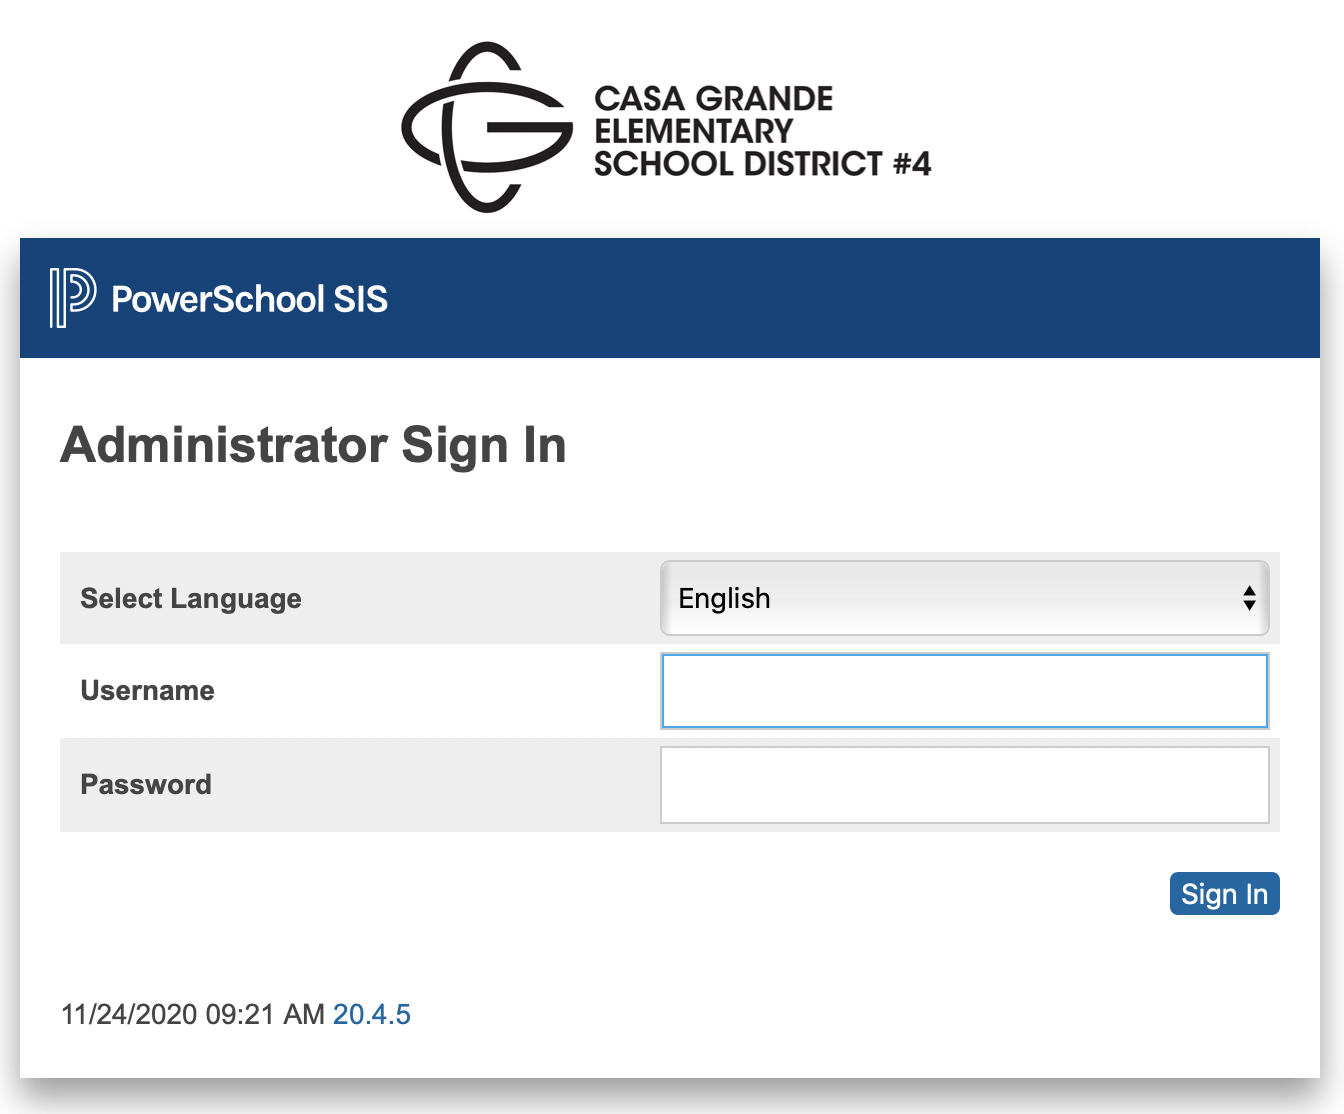 CASA GRANDE
ELEMENTARY
SCHOOL DISTRICT #4
PowerSchool SIS
Administrator Sign In
Select Language
English
Username
Password
Sign In
11/24/2020 09:21 AM 20.4.5